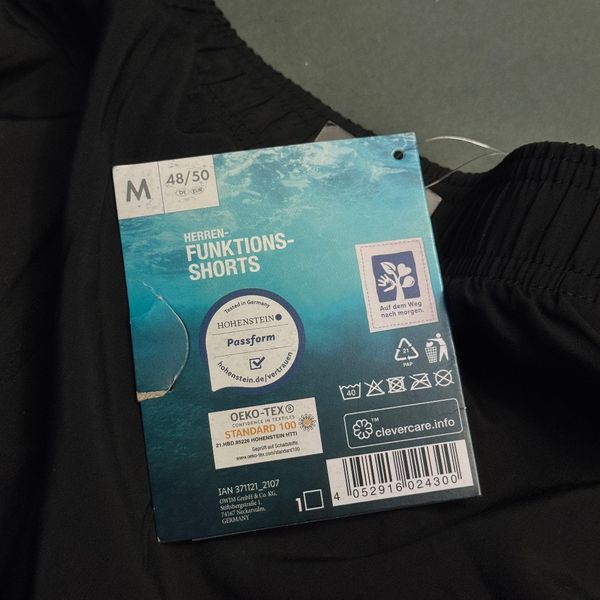 M
48/50
DE EUR
HERREN-
FUNKTIONS-
SHORTS
Tested in Germany
HOHENSTEIN
Passform
hohenstein.de/vertrauen
Auf dem Weg
nach morgen.
21
PAP
40
OEKO-TEX®
CONFIDENCE IN TEXTILES
STANDARD 100
21.HBD.85226 HOHENSTEIN HTTI
Geprüft auf Schadstoffe.
www.oeko-tex.com/standard100
™ clevercare.info
IAN 371121_2107
OWIM GmbH & Co. KG,
Stiftsbergstraße 1,
74167 Neckarsulm,
GERMANY
1
4 052916 024300